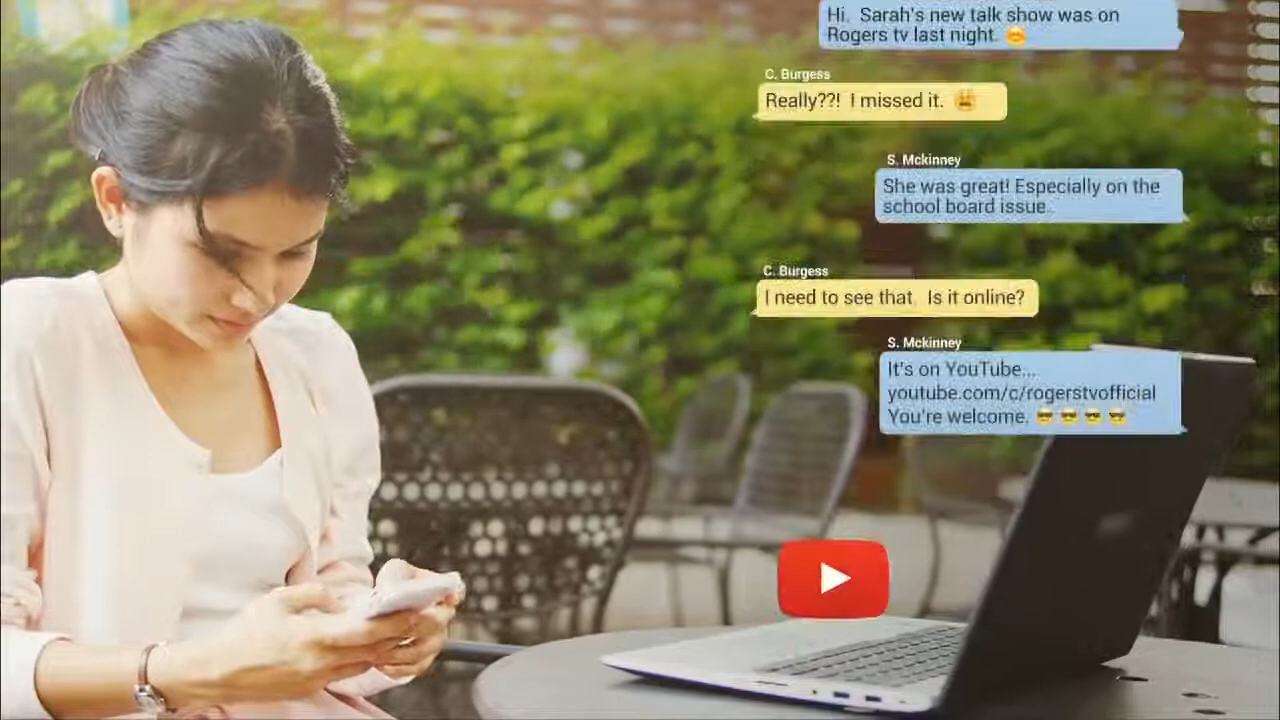 Hi. Sarah's new talk show was on
Rogers tv last night. 😊
C. Burgess
Really??! I missed it. 😩
S. Mckinney
She was great! Especially on the
school board issue.
C. Burgess
I need to see that. Is it online?
S. Mckinney
It's on YouTube...
youtube.com/c/rogerstvofficial
You're welcome. 😎 😎 😎 😎